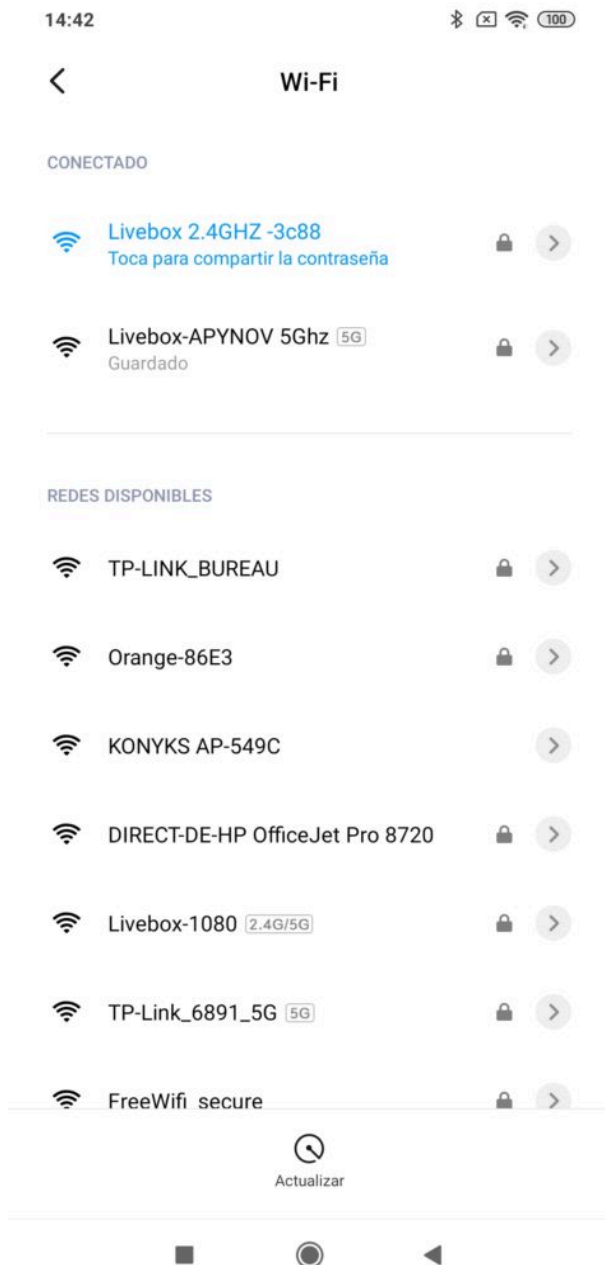 14:42
100
Wi-Fi
CONECTADO
Livebox 2.4GHZ -3c88
Toca para compartir la contraseña
Livebox-APYNOV 5Ghz 5G
Guardado
REDES DISPONIBLES
TP-LINK_BUREAU
Orange-86E3
KONYKS AP-549C
DIRECT-DE-HP OfficeJet Pro 8720
Livebox-1080 2.4G/5G
TP-Link_6891_5G 5G
FreeWifi_secure
Actualizar